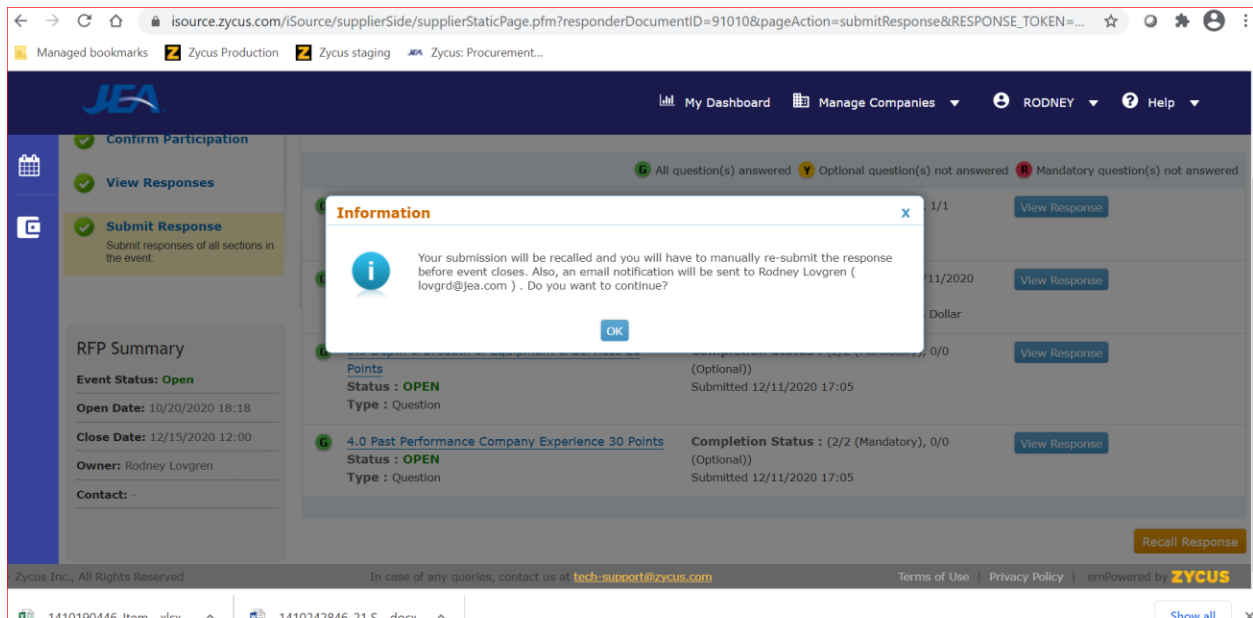 isource.zycus.com/iSource/supplierSide/supplierStaticPage.pfm?responderDocumentID=91010&pageAction=submitResponse&RESPONSE_TOKEN=...
Managed bookmarks Zycus Production Zycus staging JEA Zycus: Procurement...
JEA My Dashboard Manage Companies RODNEY Help
Confirm Participation
G All question(s) answered Y Optional question(s) not answered R Mandatory question(s) not answered
View Responses
Information x
1/1 View Response
Submit Response
Submit responses of all sections in
the event.
Your submission will be recalled and you will have to manually re-submit the response
before event closes. Also, an email notification will be sent to Rodney Lovgren (
lovgrd@jea.com ) . Do you want to continue?
/11/2020 View Response
Dollar
OK
RFP Summary
G Points
0/0 View Response
(Optional))
Event Status: Open
Status : OPEN Submitted 12/11/2020 17:05
Open Date: 10/20/2020 18:18
Type : Question
Close Date: 12/15/2020 12:00
G 4.0 Past Performance Company Experience 30 Points Completion Status : (2/2 (Mandatory), 0/0 View Response
Status : OPEN (Optional))
Owner: Rodney Lovgren
Type : Question Submitted 12/11/2020 17:05
Contact: -
Recall Response
Zycus Inc., All Rights Reserved In case of any queries, contact us at tech-support@zycus.com Terms of Use | Privacy Policy | emPowered by ZYCUS
Show all